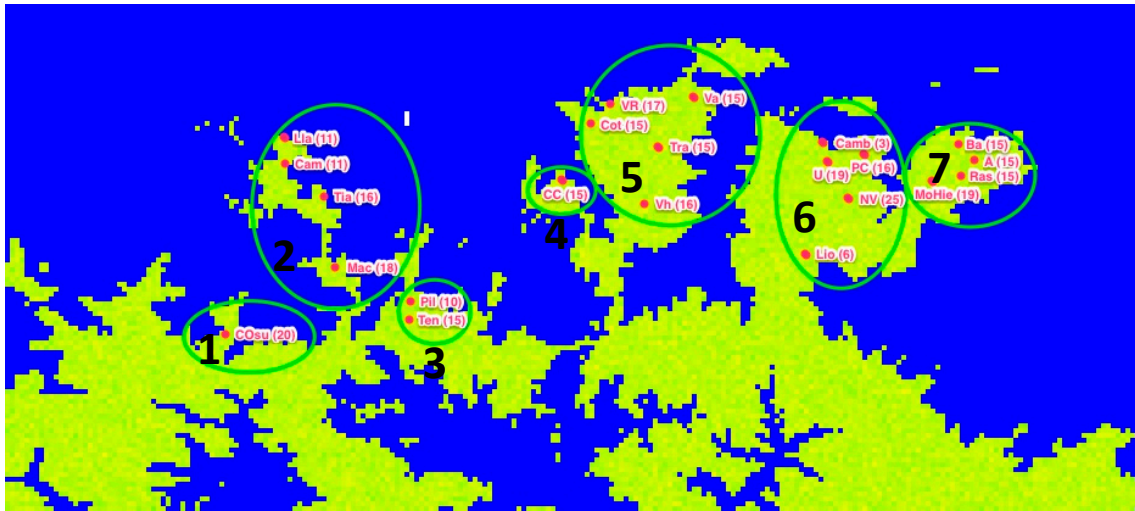 Lla (11)
Cam (11)
Tia (16)
2
Mac (18)
COsu (20)
1
Pil (10)
Ten (15)
3
CC (15)
4
VR (17)
Va (15)
Cot (15)
Tra (15)
5
Vh (16)
Camb (3)
PC (16)
U (19)
NV (25)
6
Lio (6)
Ba (15)
7
A (15)
Ras (15)
MoHie (19)